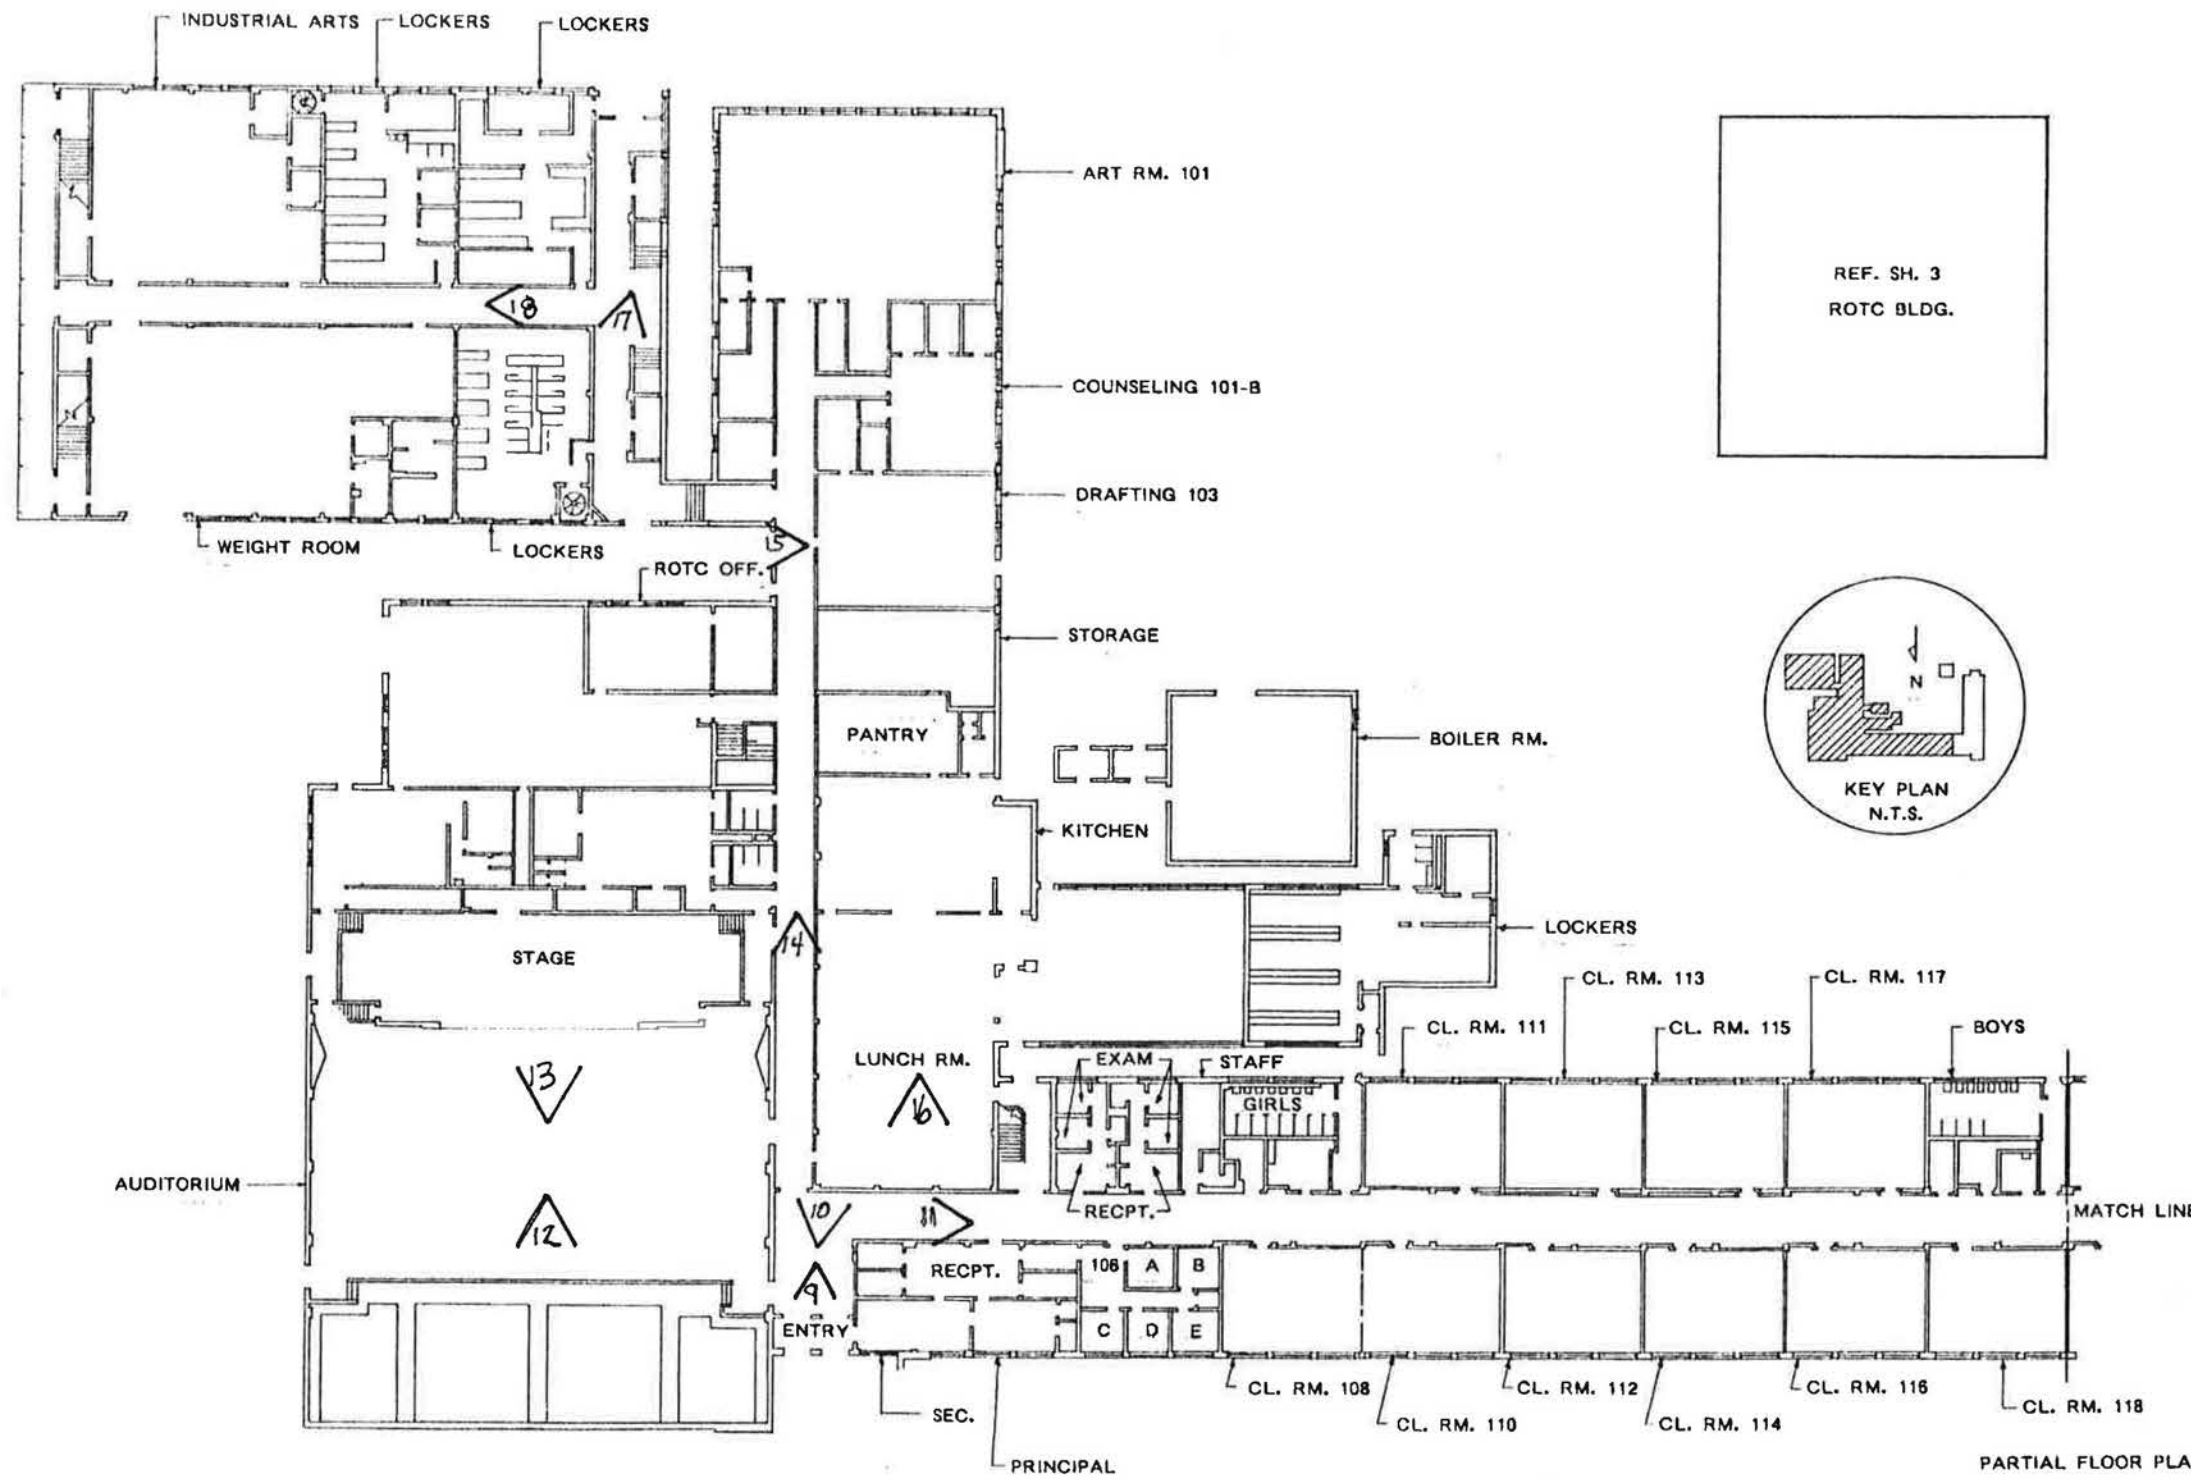 INDUSTRIAL ARTS
LOCKERS
LOCKERS
ART RM. 101
REF. SH. 3
ROTC BLDG.
18
17
COUNSELING 101-B
DRAFTING 103
WEIGHT ROOM
LOCKERS
15
ROTC OFF.
STORAGE
N
PANTRY
BOILER RM.
KEY PLAN
N.T.S.
KITCHEN
LOCKERS
14
STAGE
CL. RM. 113
CL. RM. 117
CL. RM. 111
CL. RM. 115
BOYS
LUNCH RM.
EXAM
STAFF
13
16
GIRLS
AUDITORIUM
12
10
11
RECPT.
MATCH LINE
9
RECPT.
106
A
B
ENTRY
C
D
E
CL. RM. 108
CL. RM. 112
CL. RM. 116
CL. RM. 118
SEC.
CL. RM. 110
CL. RM. 114
PRINCIPAL
PARTIAL FLOOR PLA